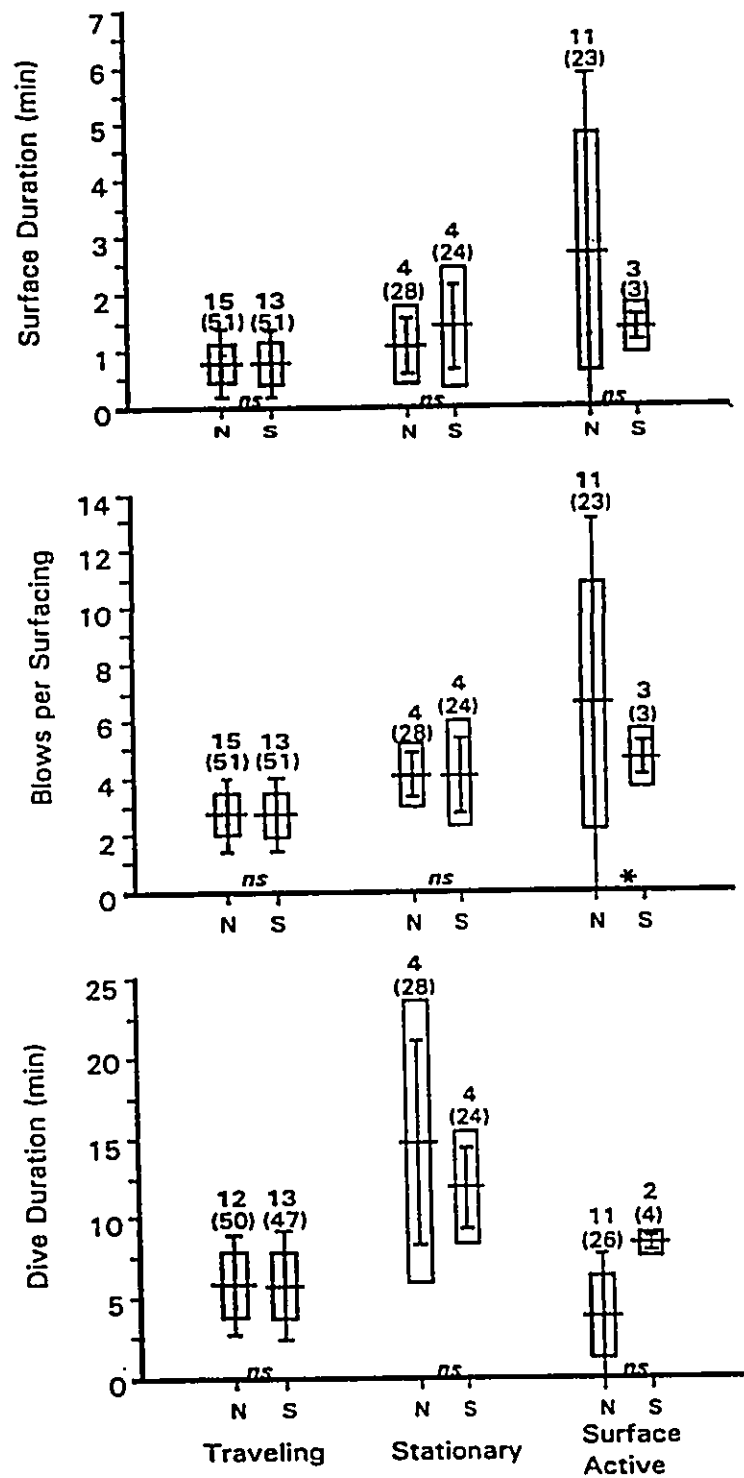 Surface Duration (min)
7
6
5
4
3
2
1
0
15
(51)
13
(51)
4
(28)
4
(24)
11
(23)
3
(3)
ns
ns
ns
N
S
N
S
N
S
Blows per Surfacing
14
12
10
8
6
4
2
0
15
(51)
13
(51)
4
(28)
4
(24)
11
(23)
3
(3)
ns
ns
*
N
S
N
S
N
S
Dive Duration (min)
25
20
15
10
5
0
12
(50)
13
(47)
4
(28)
4
(24)
11
(26)
2
(4)
ns
ns
ns
N
S
N
S
N
S
Traveling
Stationary
Surface
Active